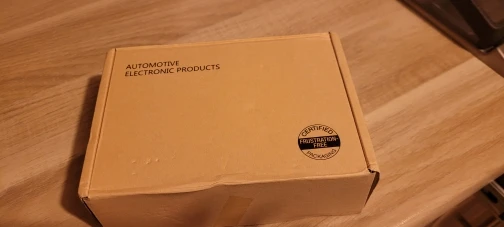 AUTOMOTIVE
ELECTRONIC PRODUCTS
CERTIFIED
FRUSTRATION-
FREE
PACKAGING